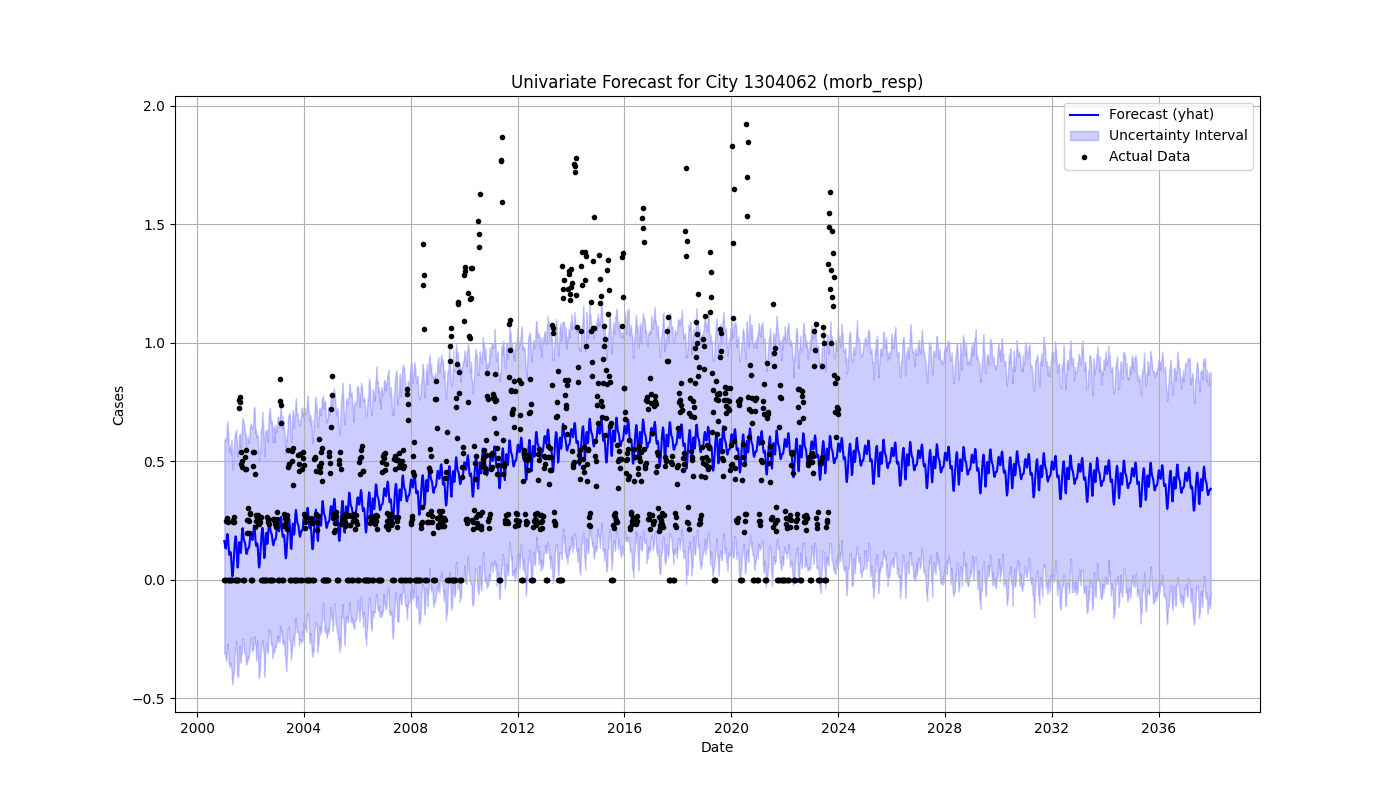 Univariate Forecast for City 1304062 (morb_resp)
Forecast (yhat)
Uncertainty Interval
Actual Data
Cases
2.0
1.5
1.0
0.5
0.0
−0.5
2000 2004 2008 2012 2016 2020 2024 2028 2032 2036
Date